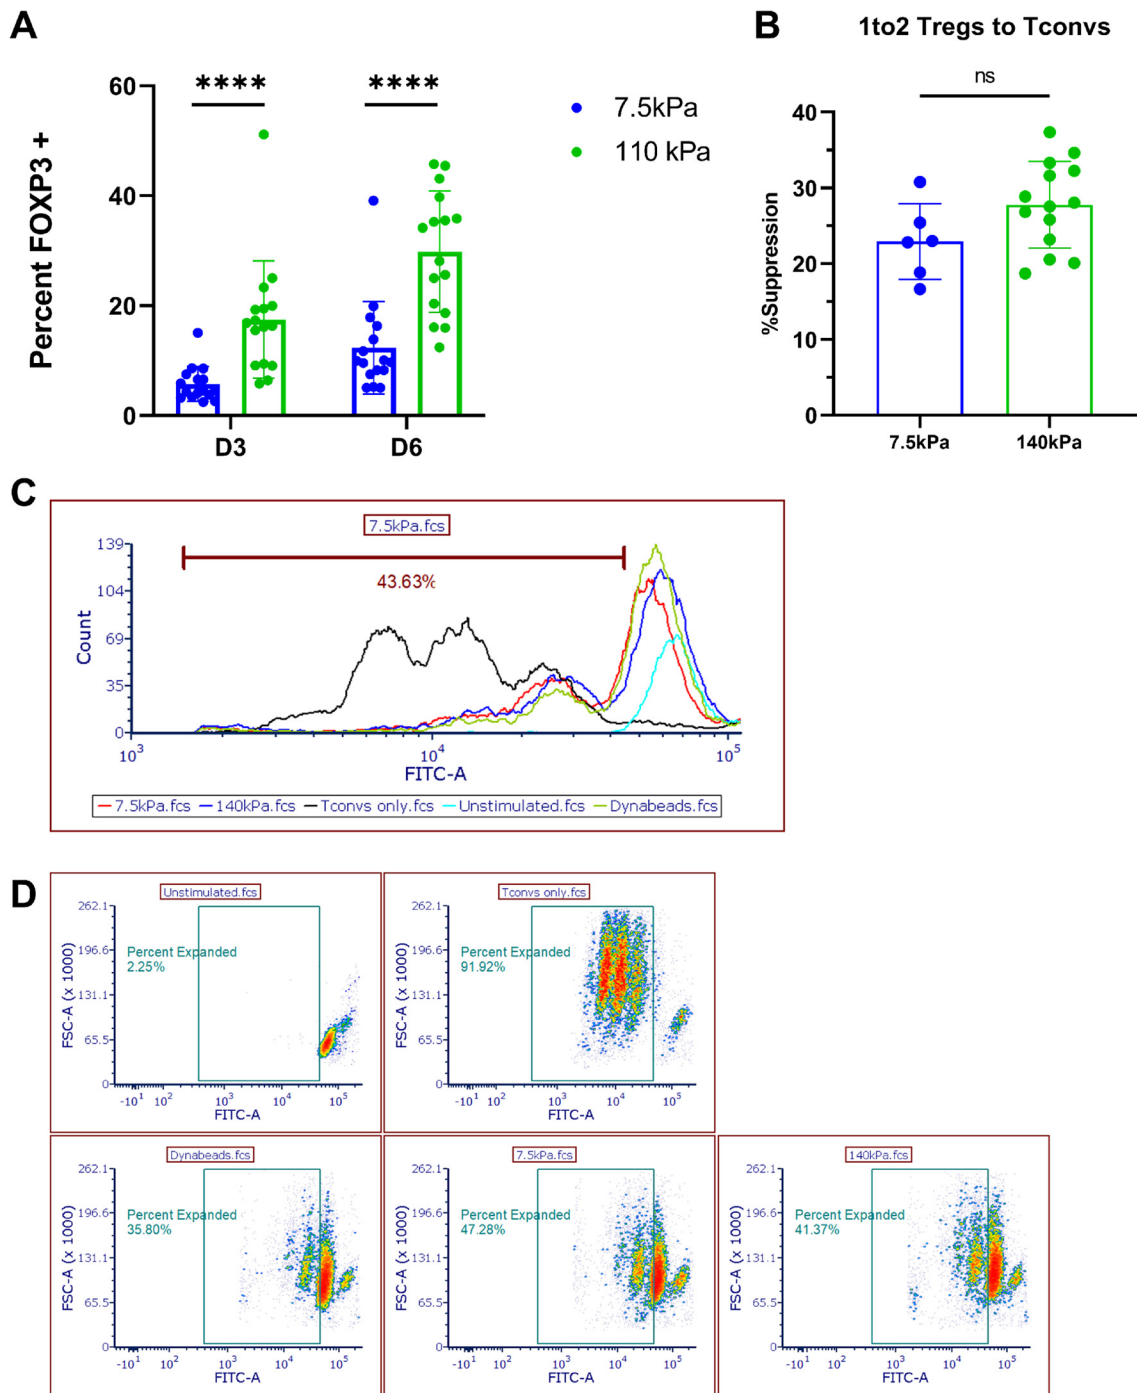 A
Percent FOXP3 +
60
40
20
0
****
****
D3
D6
7.5kPa
110 kPa
B
1to2 Tregs to Tconvs
ns
%Suppression
40
30
20
10
0
7.5kPa
140kPa
C
7.5kPa.fcs
43.63%
Count
139
104
69
35
0
10³
10⁴
10⁵
FITC-A
7.5kPa.fcs
140kPa.fcs
Tconvs only.fcs
Unstimulated.fcs
Dynabeads.fcs
D
Unstimulated.fcs
FSC-A (x 1000)
262.1
196.6
131.1
65.5
0
Percent Expanded
2.25%
-10¹ 10² 10³ 10⁴ 10⁵
FITC-A
Tconvs only.fcs
FSC-A (x 1000)
262.1
196.6
131.1
65.5
0
Percent Expanded
91.92%
-10¹ 10² 10³ 10⁴ 10⁵
FITC-A
Dynabeads.fcs
FSC-A (x 1000)
262.1
196.6
131.1
65.5
0
Percent Expanded
35.80%
-10¹ 10² 10³ 10⁴ 10⁵
FITC-A
7.5kPa.fcs
FSC-A (x 1000)
262.1
196.6
131.1
65.5
0
Percent Expanded
47.28%
-10¹ 10² 10³ 10⁴ 10⁵
FITC-A
140kPa.fcs
FSC-A (x 1000)
262.1
196.6
131.1
65.5
0
Percent Expanded
41.37%
-10¹ 10² 10³ 10⁴ 10⁵
FITC-A